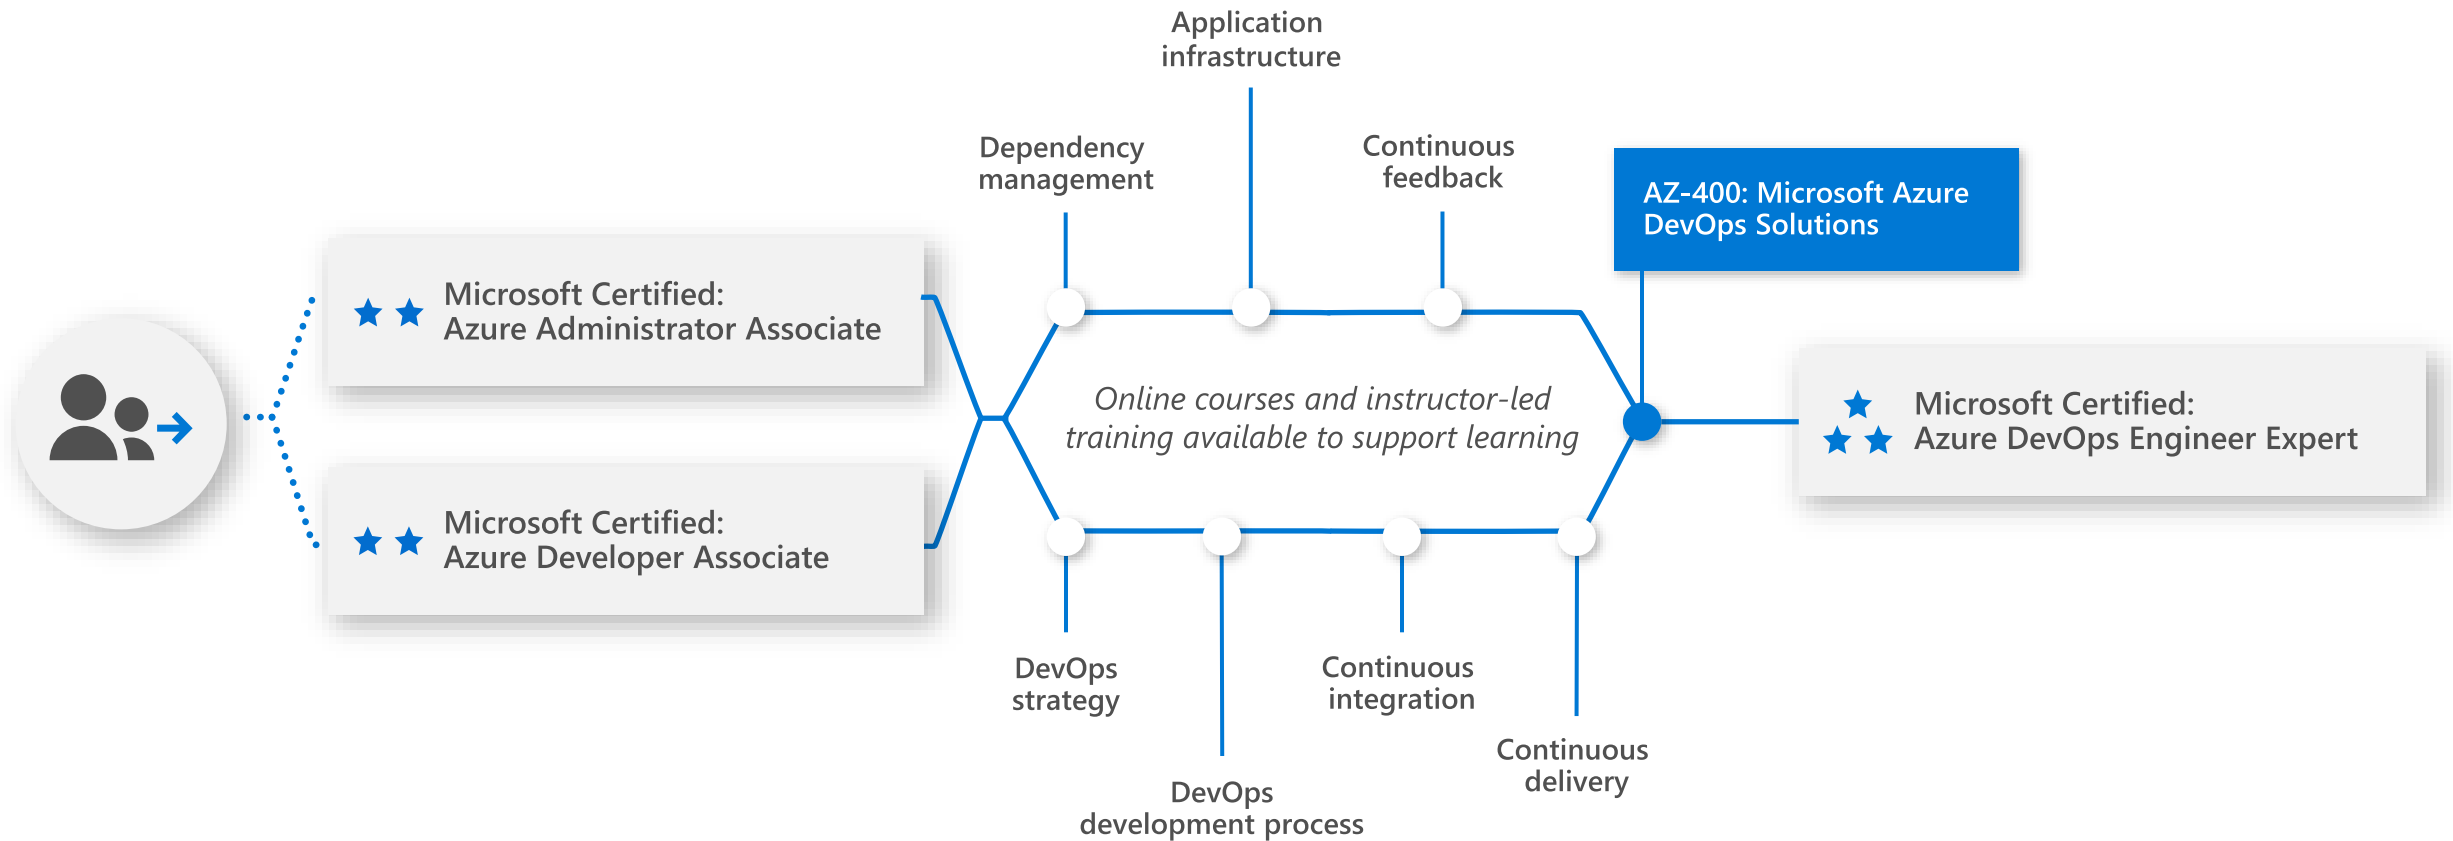 Application
infrastructure
Dependency
management
Continuous
feedback
AZ-400: Microsoft Azure
DevOps Solutions
Microsoft Certified:
Azure Administrator Associate
Online courses and instructor-led
training available to support learning
Microsoft Certified:
Azure DevOps Engineer Expert
Microsoft Certified:
Azure Developer Associate
DevOps
strategy
Continuous
integration
Continuous
delivery
DevOps
development process